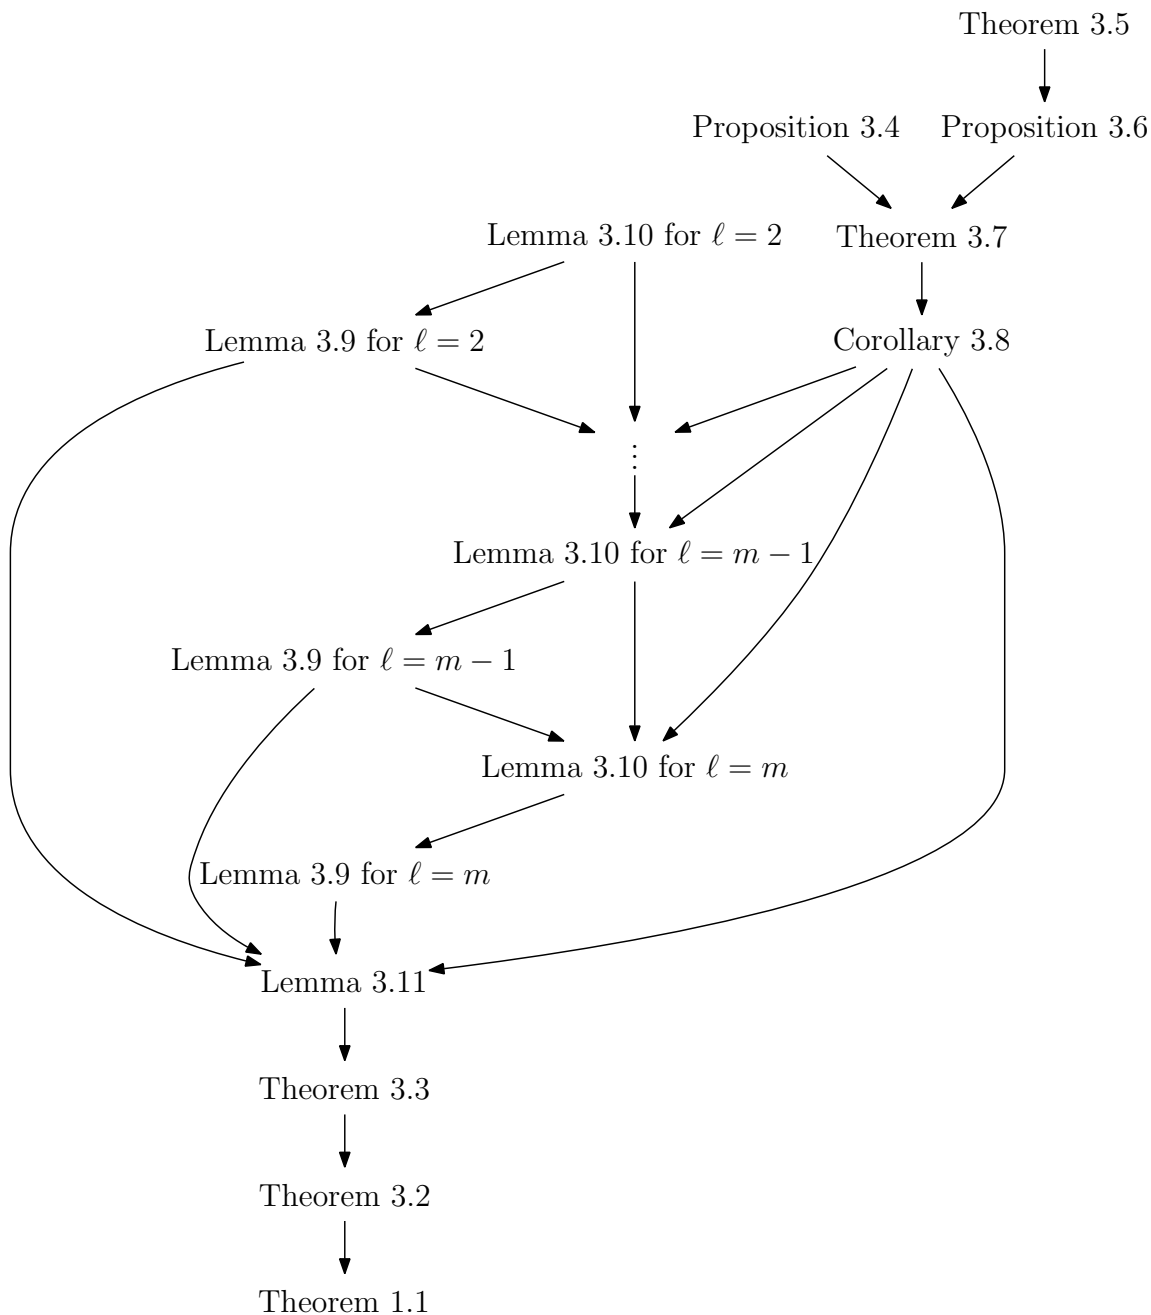 Theorem 3.5
Proposition 3.4
Proposition 3.6
Lemma 3.10 for ℓ = 2
Theorem 3.7
Lemma 3.9 for ℓ = 2
Corollary 3.8
⋮
Lemma 3.10 for ℓ = m − 1
Lemma 3.9 for ℓ = m − 1
Lemma 3.10 for ℓ = m
Lemma 3.9 for ℓ = m
Lemma 3.11
Theorem 3.3
Theorem 3.2
Theorem 1.1